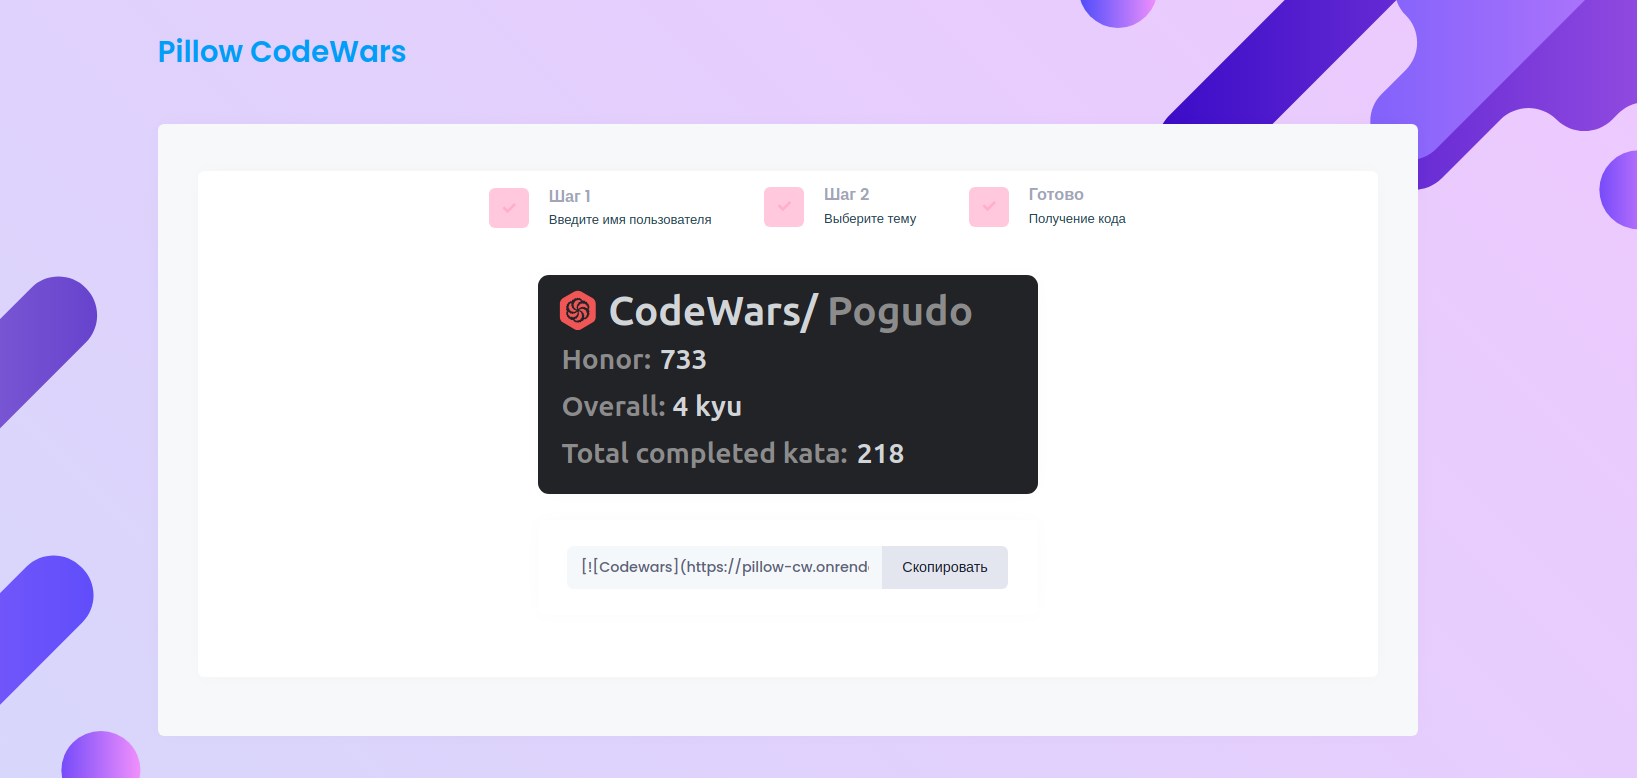 Pillow CodeWars
Шаг 1
Введите имя пользователя
Шаг 2
Выберите тему
Готово
Получение кода
CodeWars/ Pogudo
Honor: 733
Overall: 4 kyu
Total completed kata: 218
[![Codewars](https://pillow-cw.onrend
Скопировать